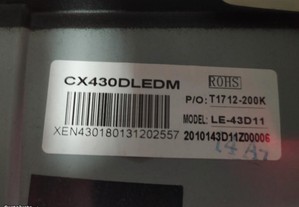 CX430DLEDM
ROHS
P/O: T1712-200K
MODEL: LE-43D11
XEN430180131202557
2010143D11Z00006